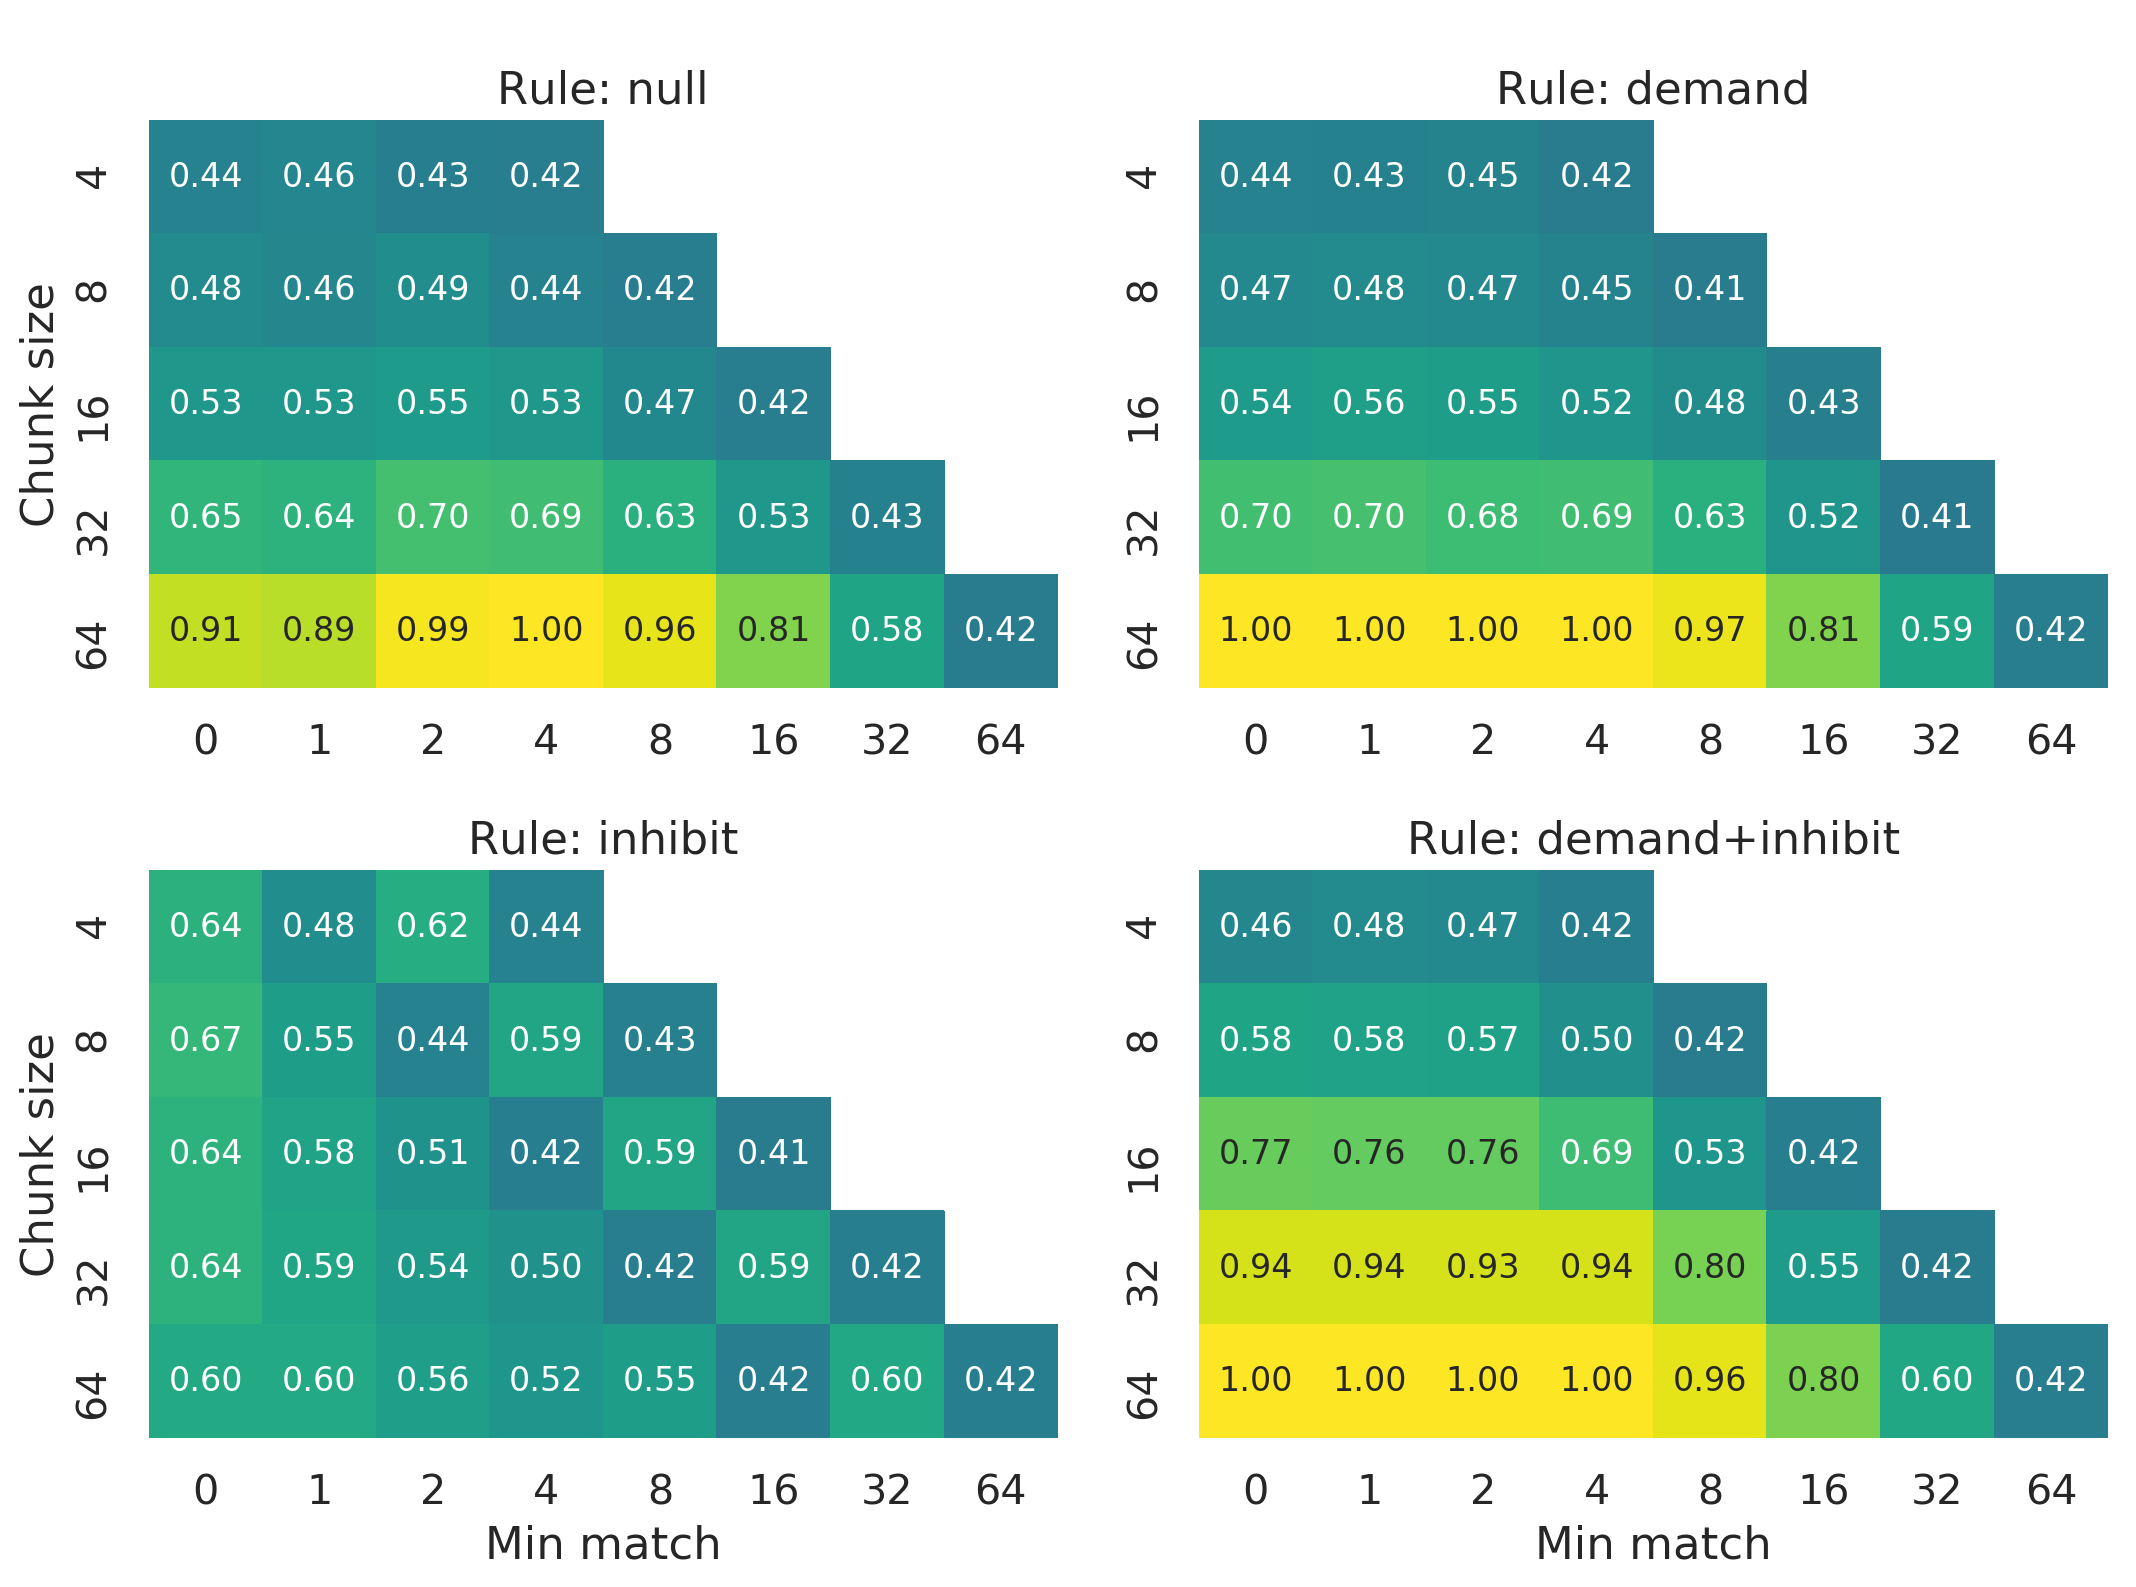 Rule: null
Chunk size
4 0.44 0.46 0.43 0.42
8 0.48 0.46 0.49 0.44 0.42
16 0.53 0.53 0.55 0.53 0.47 0.42
32 0.65 0.64 0.70 0.69 0.63 0.53 0.43
64 0.91 0.89 0.99 1.00 0.96 0.81 0.58 0.42
0 1 2 4 8 16 32 64
Rule: demand
4 0.44 0.43 0.45 0.42
8 0.47 0.48 0.47 0.45 0.41
16 0.54 0.56 0.55 0.52 0.48 0.43
32 0.70 0.70 0.68 0.69 0.63 0.52 0.41
64 1.00 1.00 1.00 1.00 0.97 0.81 0.59 0.42
0 1 2 4 8 16 32 64
Rule: inhibit
Chunk size
4 0.64 0.48 0.62 0.44
8 0.67 0.55 0.44 0.59 0.43
16 0.64 0.58 0.51 0.42 0.59 0.41
32 0.64 0.59 0.54 0.50 0.42 0.59 0.42
64 0.60 0.60 0.56 0.52 0.55 0.42 0.60 0.42
0 1 2 4 8 16 32 64
Min match
Rule: demand+inhibit
4 0.46 0.48 0.47 0.42
8 0.58 0.58 0.57 0.50 0.42
16 0.77 0.76 0.76 0.69 0.53 0.42
32 0.94 0.94 0.93 0.94 0.80 0.55 0.42
64 1.00 1.00 1.00 1.00 0.96 0.80 0.60 0.42
0 1 2 4 8 16 32 64
Min match